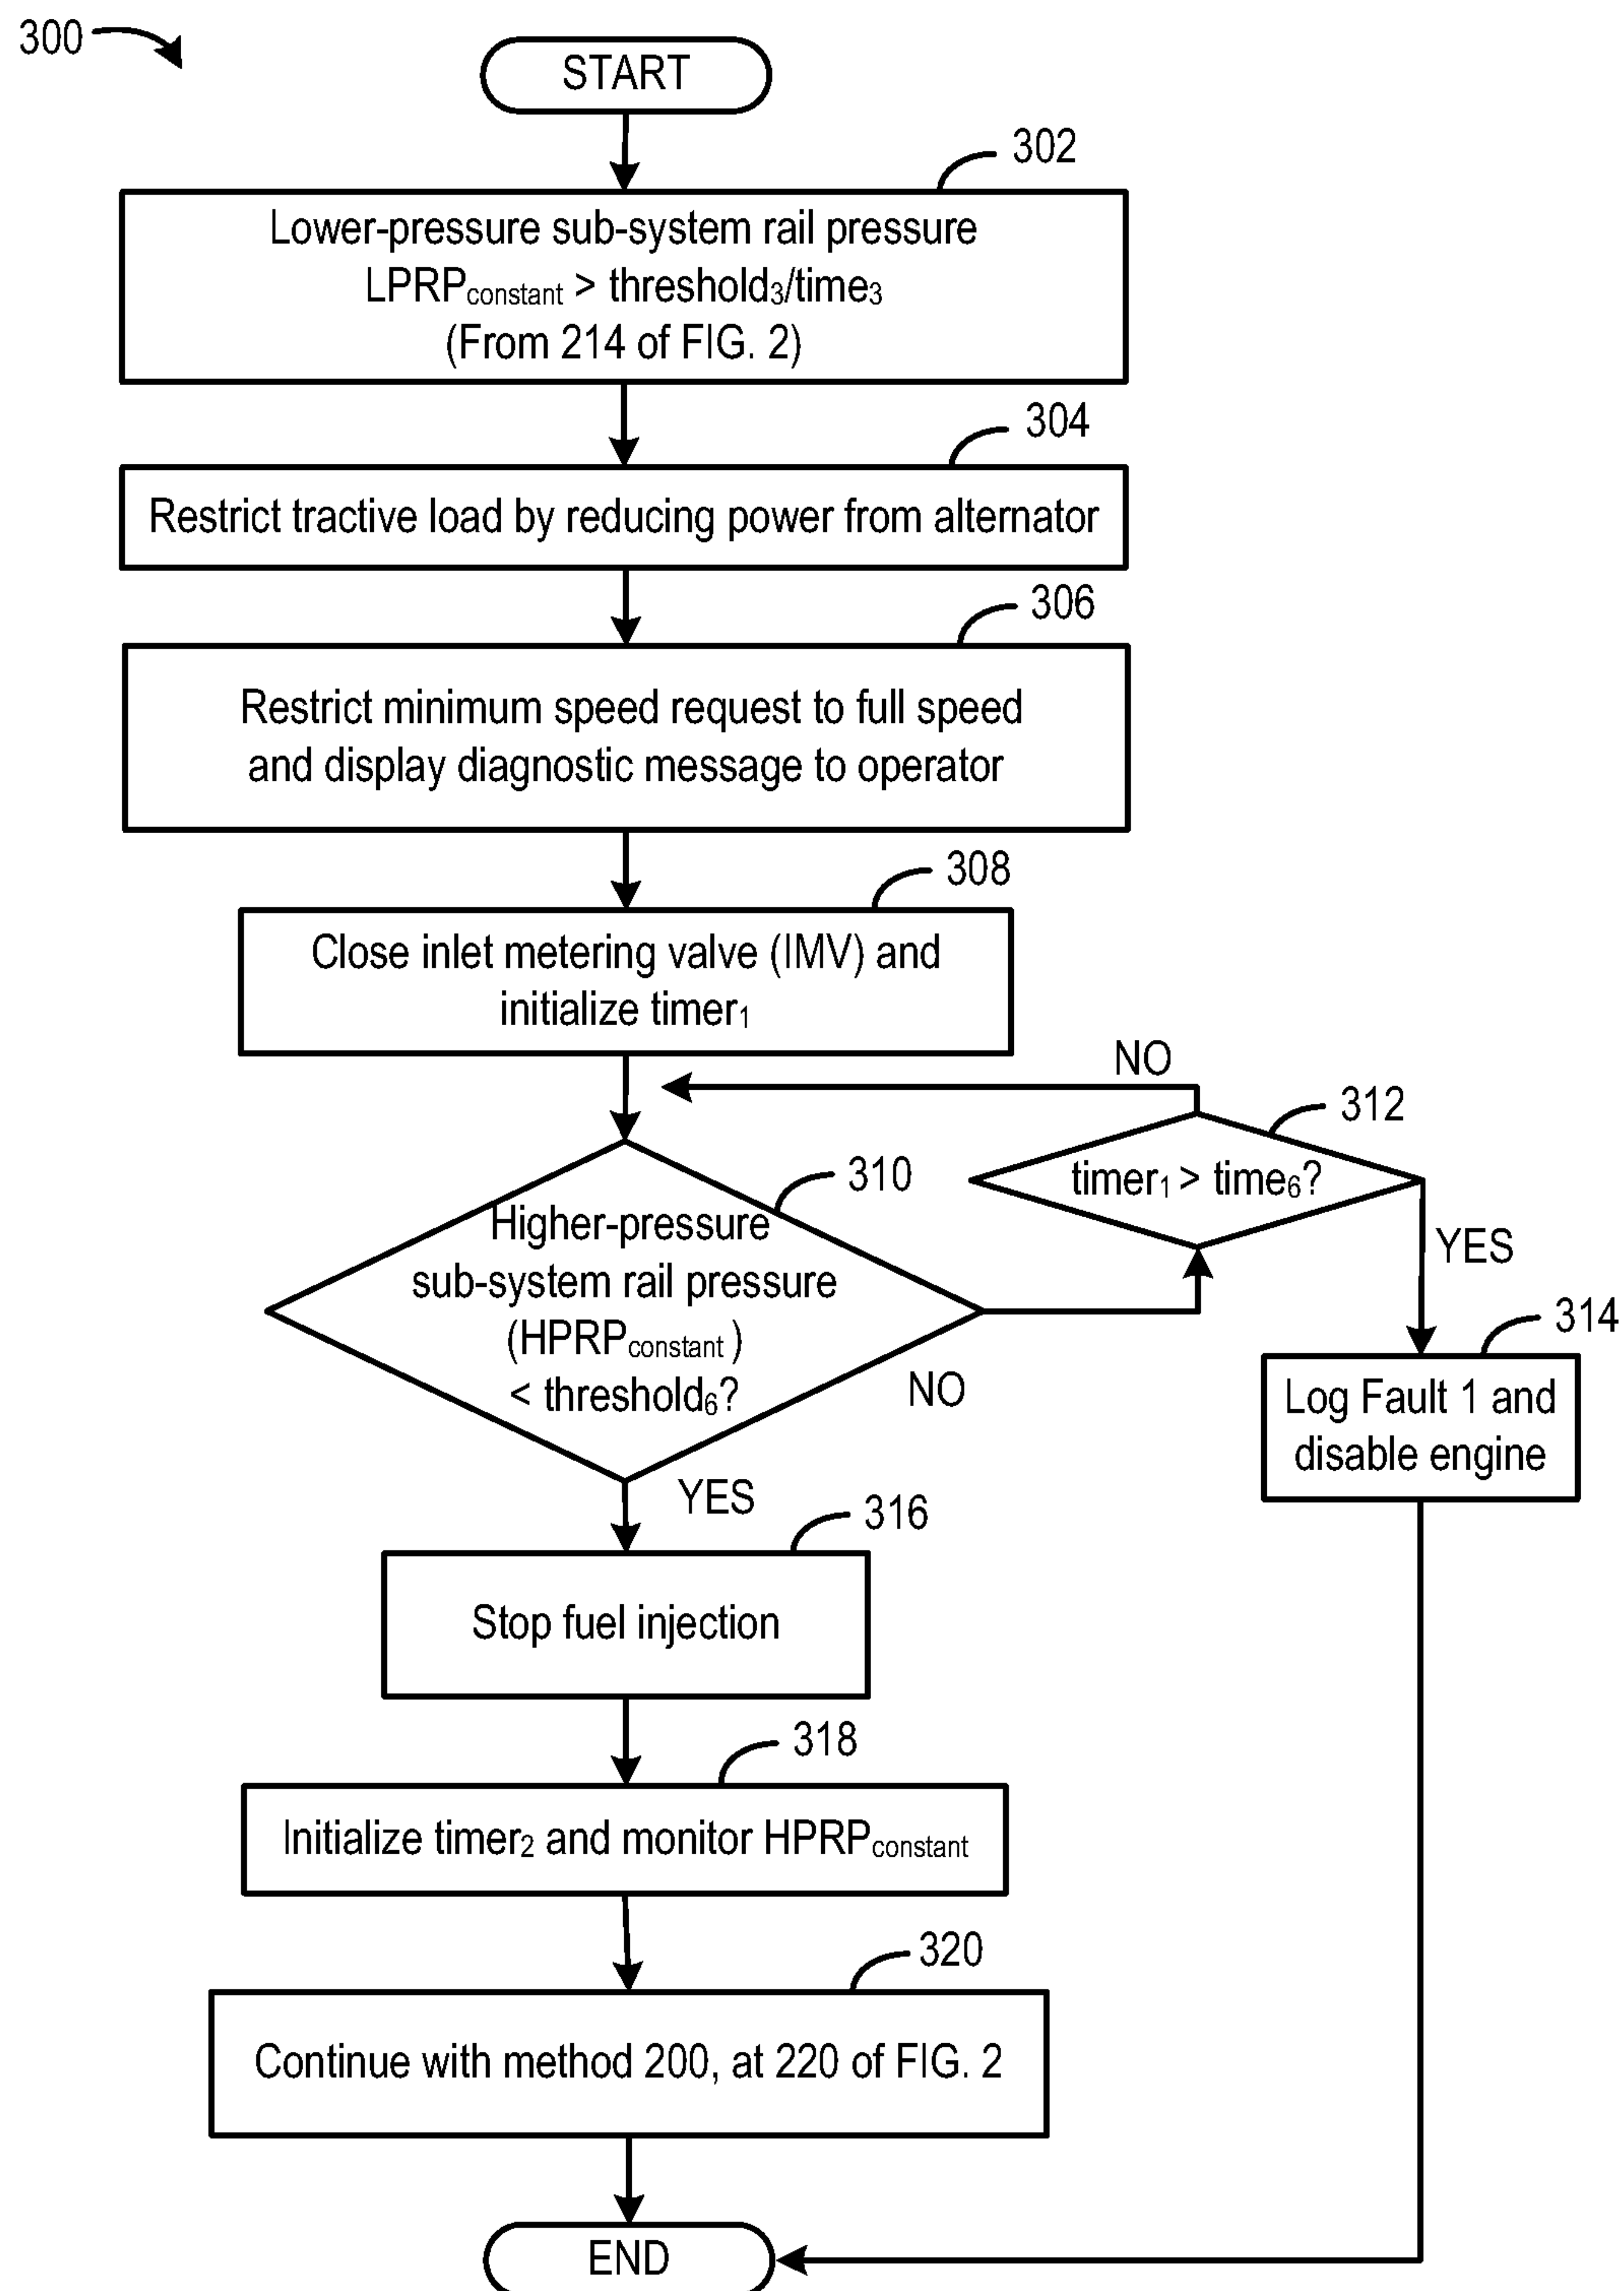 300
START
302
Lower-pressure sub-system rail pressure
LPRPconstant > threshold3/time3
(From 214 of FIG. 2)
304
Restrict tractive load by reducing power from alternator
306
Restrict minimum speed request to full speed
and display diagnostic message to operator
308
Close inlet metering valve (IMV) and
initialize timer1
NO
312
timer1 > time6?
YES
310
Higher-pressure
sub-system rail pressure
(HPRPconstant)
< threshold6?
NO
YES
314
Log Fault 1 and
disable engine
316
Stop fuel injection
318
Initialize timer2 and monitor HPRPconstant
320
Continue with method 200, at 220 of FIG. 2
END